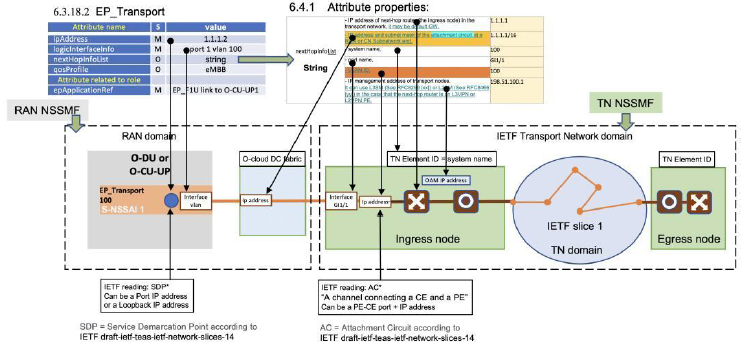 6.3.18.2 EP_Transport
Attribute name S value
ipAddress M 1.1.1.2
logicInterfaceInfo M port 1 vlan 100
nextHopInfoList O string
qosProfile O eMBB
Attribute related to role
epApplicationRef M EP_F1U link to O-CU-UP1
6.4.1 Attribute properties:
nextHopInfoList
String
- IP address of next-hop router (the ingress node) in the
transport network, it may be default GW.
1.1.1.1
1.1.1.1/16
- system name,
100
- port name,
GI1/1
100
- IP management address of transport nodes.
198.51.100.1
RAN NSSMF
TN NSSMF
RAN domain
IETF Transport Network domain
O-DU or
O-CU-UP
O-cloud DC fabric
TN Element ID = system name
TN Element ID
OAM IP address
EP_Transport
100
S-NSSAI 1
Interface
vlan
ip address
Interface
GI1/1
ip address
Ingress node
IETF slice 1
TN domain
Egress node
IETF reading: SDP*
Can be a Port IP address
or a Loopback IP address
IETF reading: AC*
"A channel connecting a CE and a PE"
Can be a PE-CE port + IP address
SDP = Service Demarcation Point according to
IETF draft-ietf-teas-ietf-network-slices-14
AC = Attachment Circuit according to
IETF draft-ietf-teas-ietf-network-slices-14